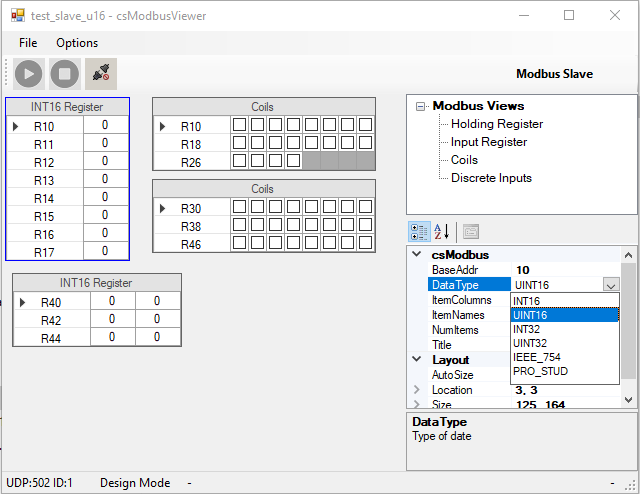 test_slave_u16 - csModbusViewer
File Options
Modbus Slave
INT16 Register
R10 0
R11 0
R12 0
R13 0
R14 0
R15 0
R16 0
R17 0
Coils
R10
R18
R26
Coils
R30
R38
R46
INT16 Register
R40 0 0
R42 0 0
R44 0 0
Modbus Views
Holding Register
Input Register
Coils
Discrete Inputs
A
Z
csModbus
BaseAddr 10
DataType UINT16
ItemColumns
ItemNames
NumItems
Title
INT16
UINT16
INT32
UINT32
IEEE_754
PRO_STUD
Layout
AutoSize
Location 3, 3
Size 125, 164
DataType
Type of date
UDP:502 ID:1 Design Mode - -